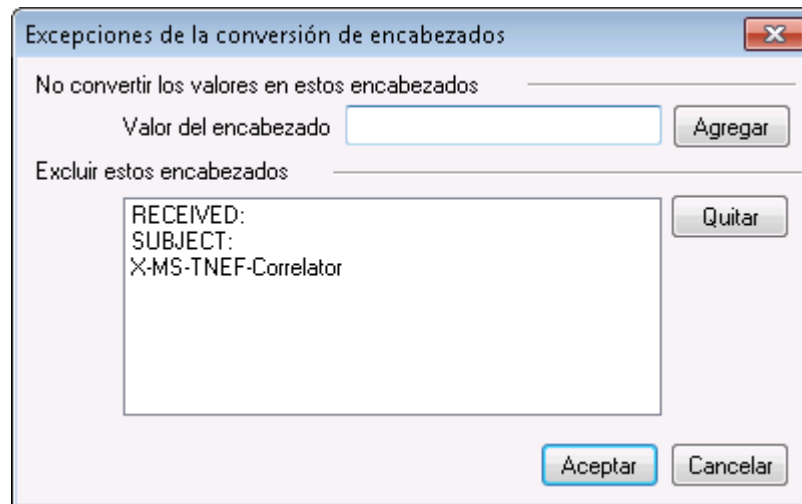 Excepciones de la conversión de encabezados
No convertir los valores en estos encabezados
Valor del encabezado
Agregar
Excluir estos encabezados
RECEIVED:
SUBJECT:
X-MS-TNEF-Correlator
Quitar
Aceptar
Cancelar